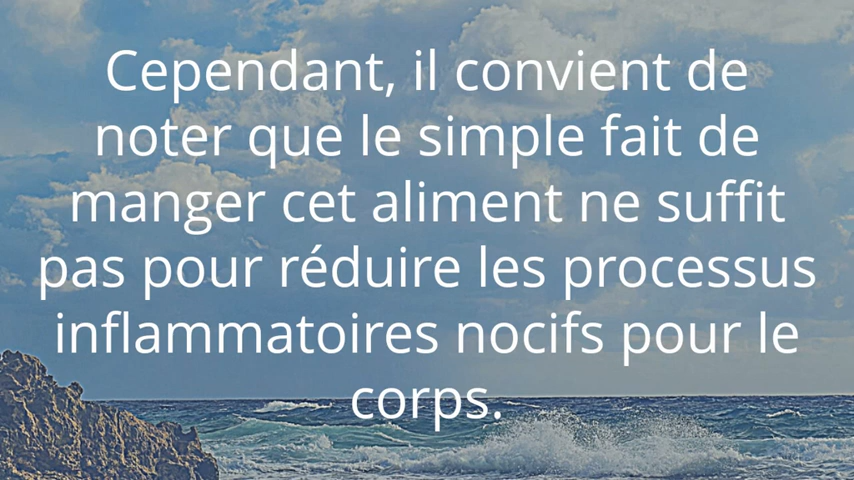 Cependant, il convient de
noter que le simple fait de
manger cet aliment ne suffit
pas pour réduire les processus
inflammatoires nocifs pour le
corps.